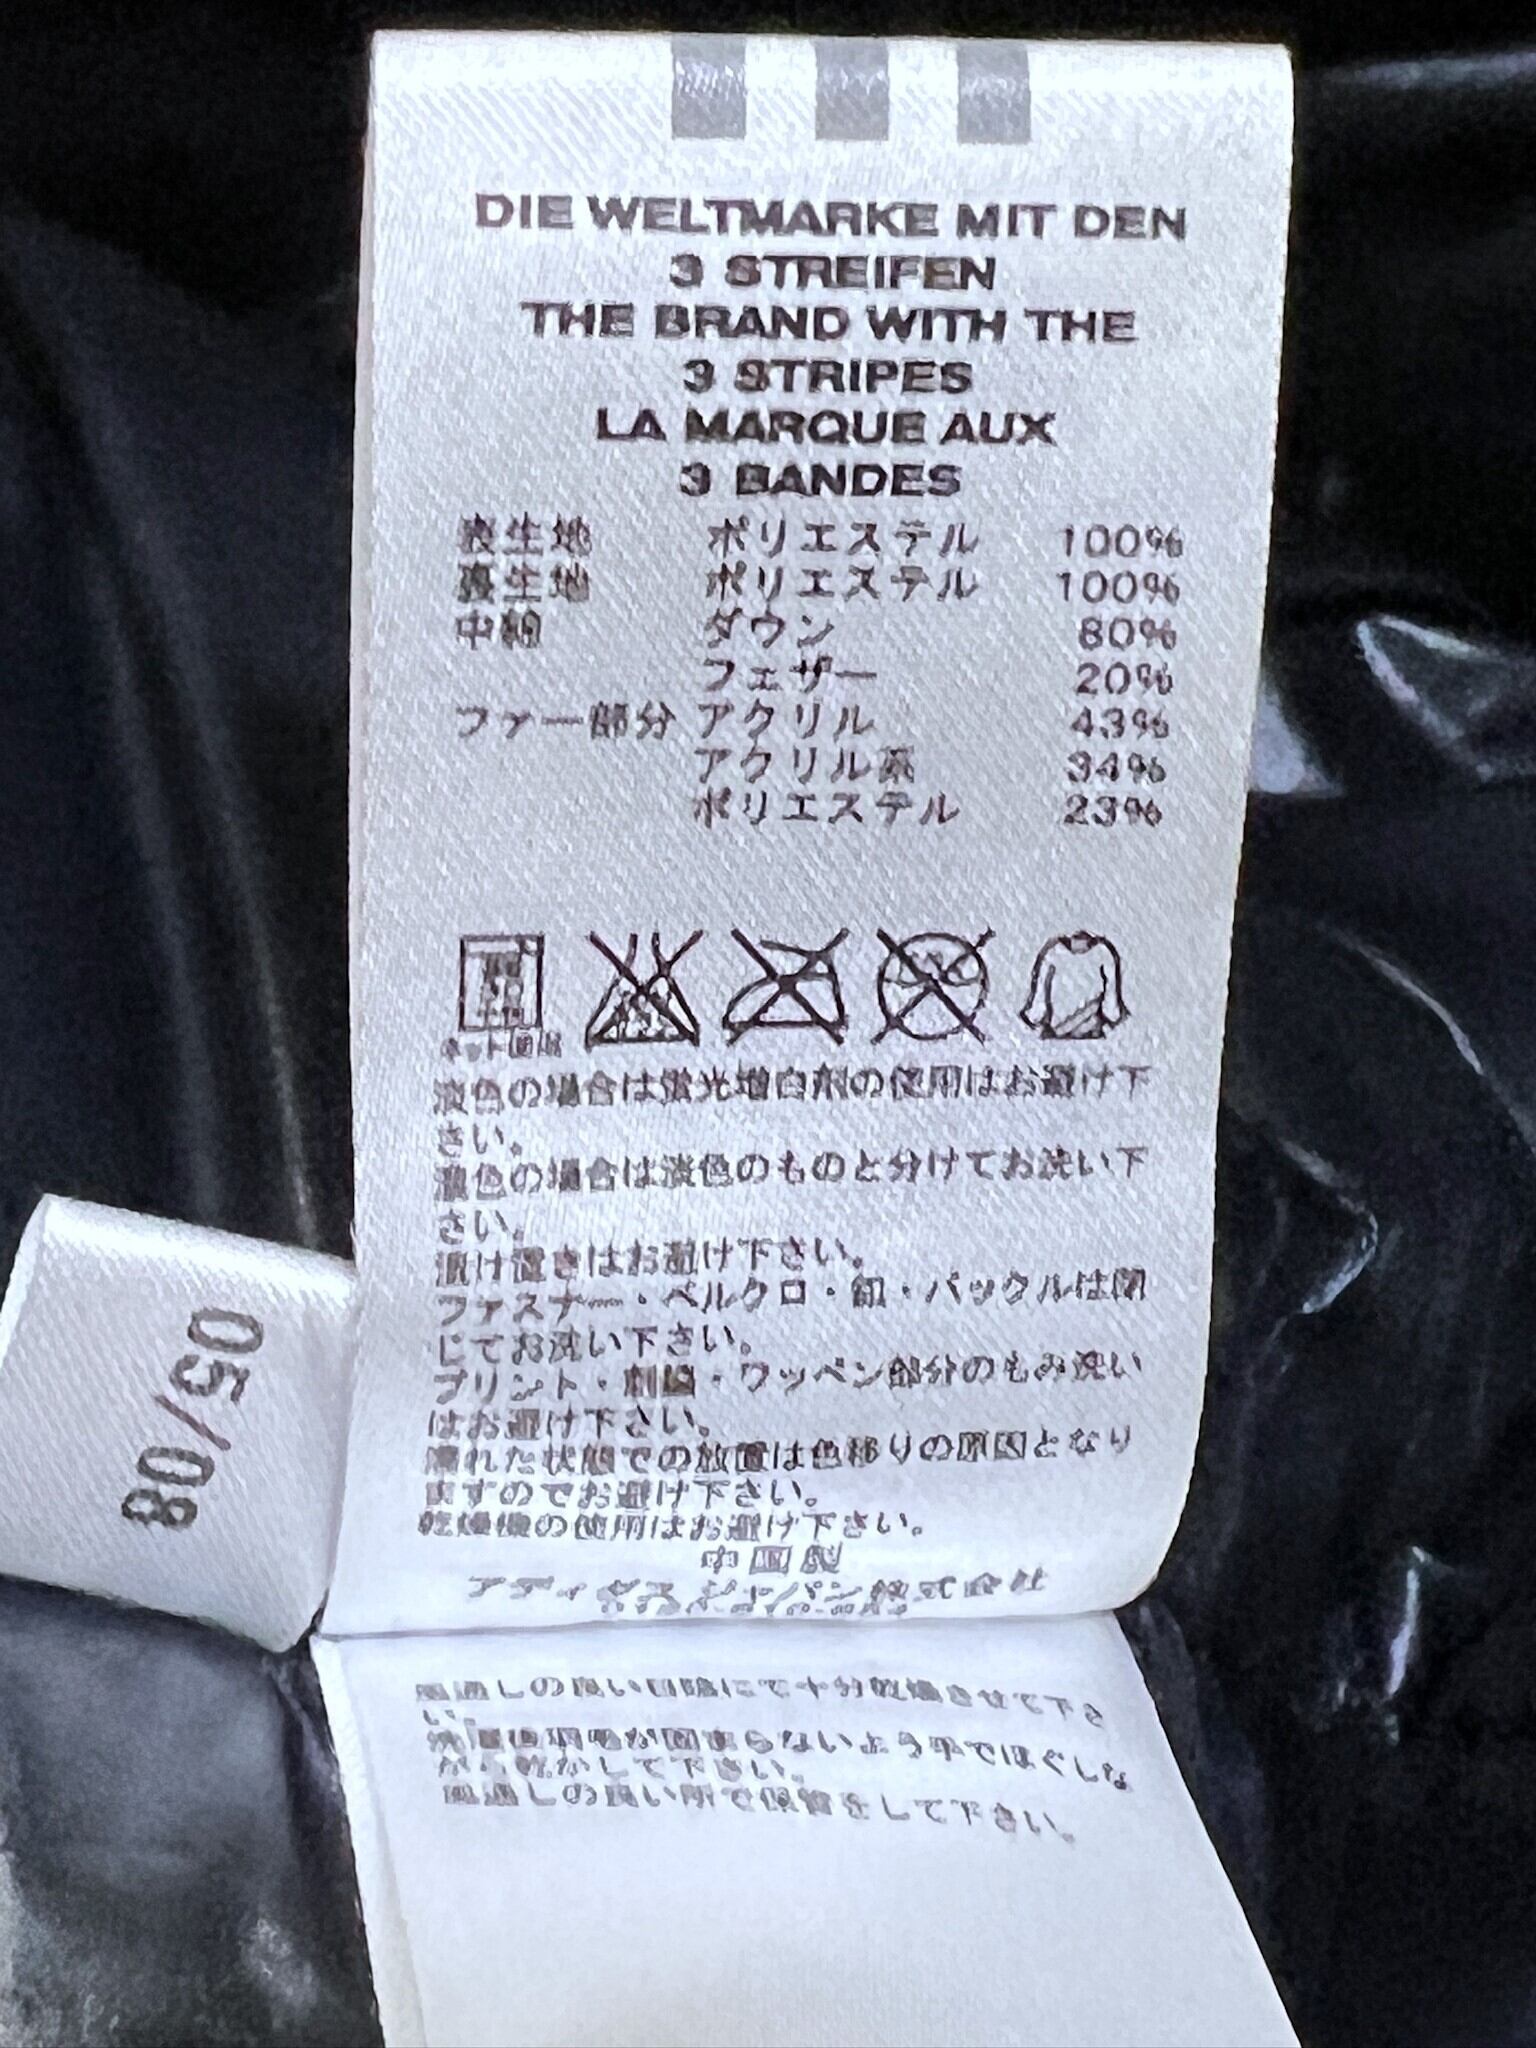 DIE WELTMARKE MIT DEN
3 STREIFEN
THE BRAND WITH THE
3 STRIPES
LA MARQUE AUX
3 BANDES
表生地 ポリエステル 100%
裏生地 ポリエステル 100%
中綿 ダウン 80%
フェザー 20%
ファー部分 アクリル 43%
アクリル系 34%
ポリエステル 23%
ネット使用
淡色の場合は蛍光増白剤の使用はお避け下
さい。
濃色の場合は淡色のものと分けてお洗い下
さい。
漬け置きはお避け下さい。
ファスナー・ベルクロ・釦・バックルは閉
じてお洗い下さい。
プリント・刺繍・ワッペン部分のもみ洗い
はお避け下さい。
濡れた状態での放置は色移りの原因となり
ますのでお避け下さい。
乾燥機の使用はお避け下さい。
中国製
アディダス ジャパン株式会社
風通しの良い日陰にて十分乾燥させて下さ
い。
羽毛が固まらないよう手でほぐしな
がら乾かして下さい。
風通しの良い所で保管をして下さい。
80/50